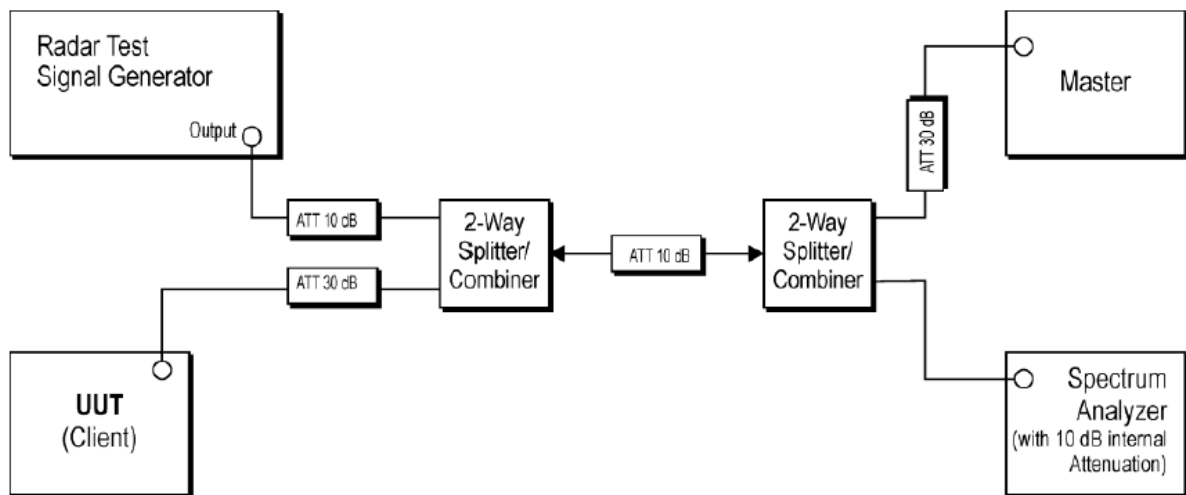 Radar Test
Signal Generator
Output
ATT 10 dB
ATT 30 dB
UUT
(Client)
2-Way
Splitter/
Combiner
ATT 10 dB
2-Way
Splitter/
Combiner
ATT 30 dB
Master
Spectrum
Analyzer
(with 10 dB internal
Attenuation)